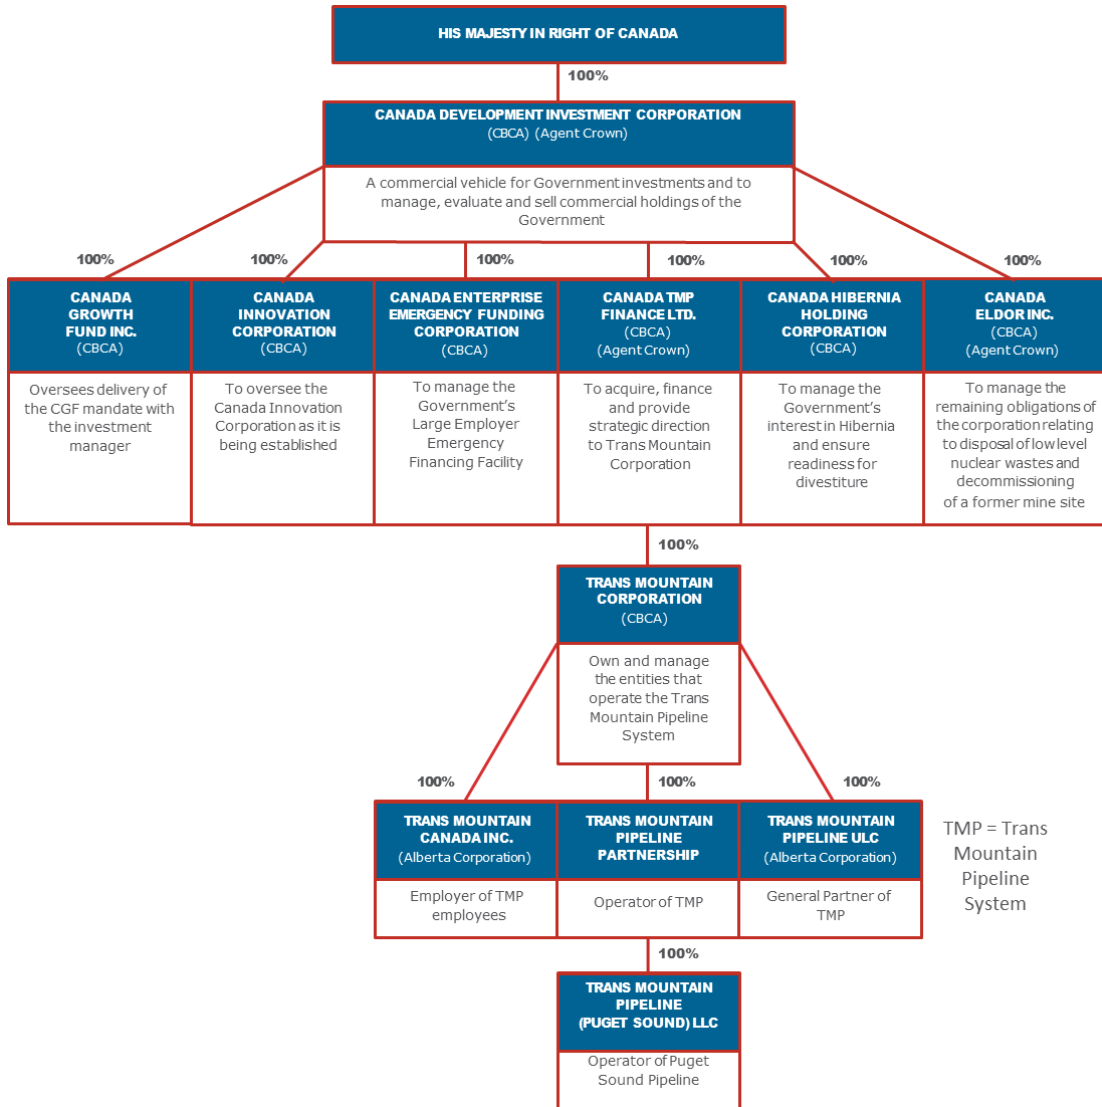 HIS MAJESTY IN RIGHT OF CANADA
100%
CANADA DEVELOPMENT INVESTMENT CORPORATION
(CBCA) (Agent Crown)
A commercial vehicle for Government investments and to
manage, evaluate and sell commercial holdings of the
Government
100%
100%
100%
100%
100%
100%
CANADA
GROWTH
FUND INC.
(CBCA)
Oversees delivery of
the CGF mandate with
the investment
manager
CANADA
INNOVATION
CORPORATION
(CBCA)
To oversee the
Canada Innovation
Corporation as it is
being established
CANADA ENTERPRISE
EMERGENCY FUNDING
CORPORATION
(CBCA)
To manage the
Government's
Large Employer
Emergency
Financing Facility
CANADA TMP
FINANCE LTD.
(CBCA)
(Agent Crown)
To acquire, finance
and provide
strategic direction
to Trans Mountain
Corporation
CANADA HIBERNIA
HOLDING
CORPORATION
(CBCA)
To manage the
Government's
interest in Hibernia
and ensure
readiness for
divestiture
CANADA
ELDOR INC.
(CBCA)
(Agent Crown)
To manage the
remaining obligations of
the corporation relating
to disposal of low level
nuclear wastes and
decommissioning
of a former mine site
100%
TRANS MOUNTAIN
CORPORATION
(CBCA)
Own and manage
the entities that
operate the Trans
Mountain Pipeline
System
100%
100%
100%
TRANS MOUNTAIN
CANADA INC.
(Alberta Corporation)
Employer of TMP
employees
TRANS MOUNTAIN
PIPELINE
PARTNERSHIP
Operator of TMP
TRANS MOUNTAIN
PIPELINE ULC
(Alberta Corporation)
General Partner of
TMP
TMP = Trans
Mountain
Pipeline
System
100%
TRANS MOUNTAIN
PIPELINE
(PUGET SOUND) LLC
Operator of Puget
Sound Pipeline